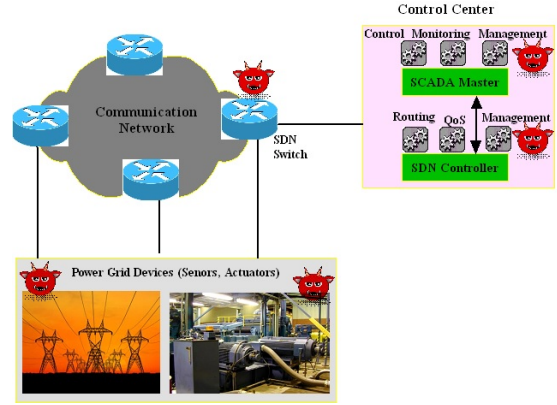 Control Center
Control Monitoring Management
SCADA Master
Routing QoS Management
SDN Controller
Communication
Network
SDN
Switch
Power Grid Devices (Senors, Actuators)